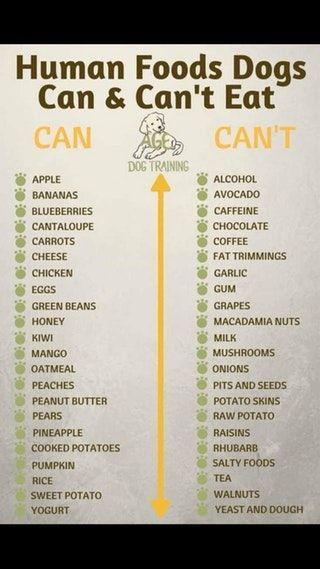 Human Foods Dogs
Can & Can't Eat
CAN
AGE
DOG TRAINING
CAN'T
APPLE
BANANAS
BLUEBERRIES
CANTALOUPE
CARROTS
CHEESE
CHICKEN
EGGS
GREEN BEANS
HONEY
KIWI
MANGO
OATMEAL
PEACHES
PEANUT BUTTER
PEARS
PINEAPPLE
COOKED POTATOES
PUMPKIN
RICE
SWEET POTATO
YOGURT
ALCOHOL
AVOCADO
CAFFEINE
CHOCOLATE
COFFEE
FAT TRIMMINGS
GARLIC
GUM
GRAPES
MACADAMIA NUTS
MILK
MUSHROOMS
ONIONS
PITS AND SEEDS
POTATO SKINS
RAW POTATO
RAISINS
RHUBARB
SALTY FOODS
TEA
WALNUTS
YEAST AND DOUGH